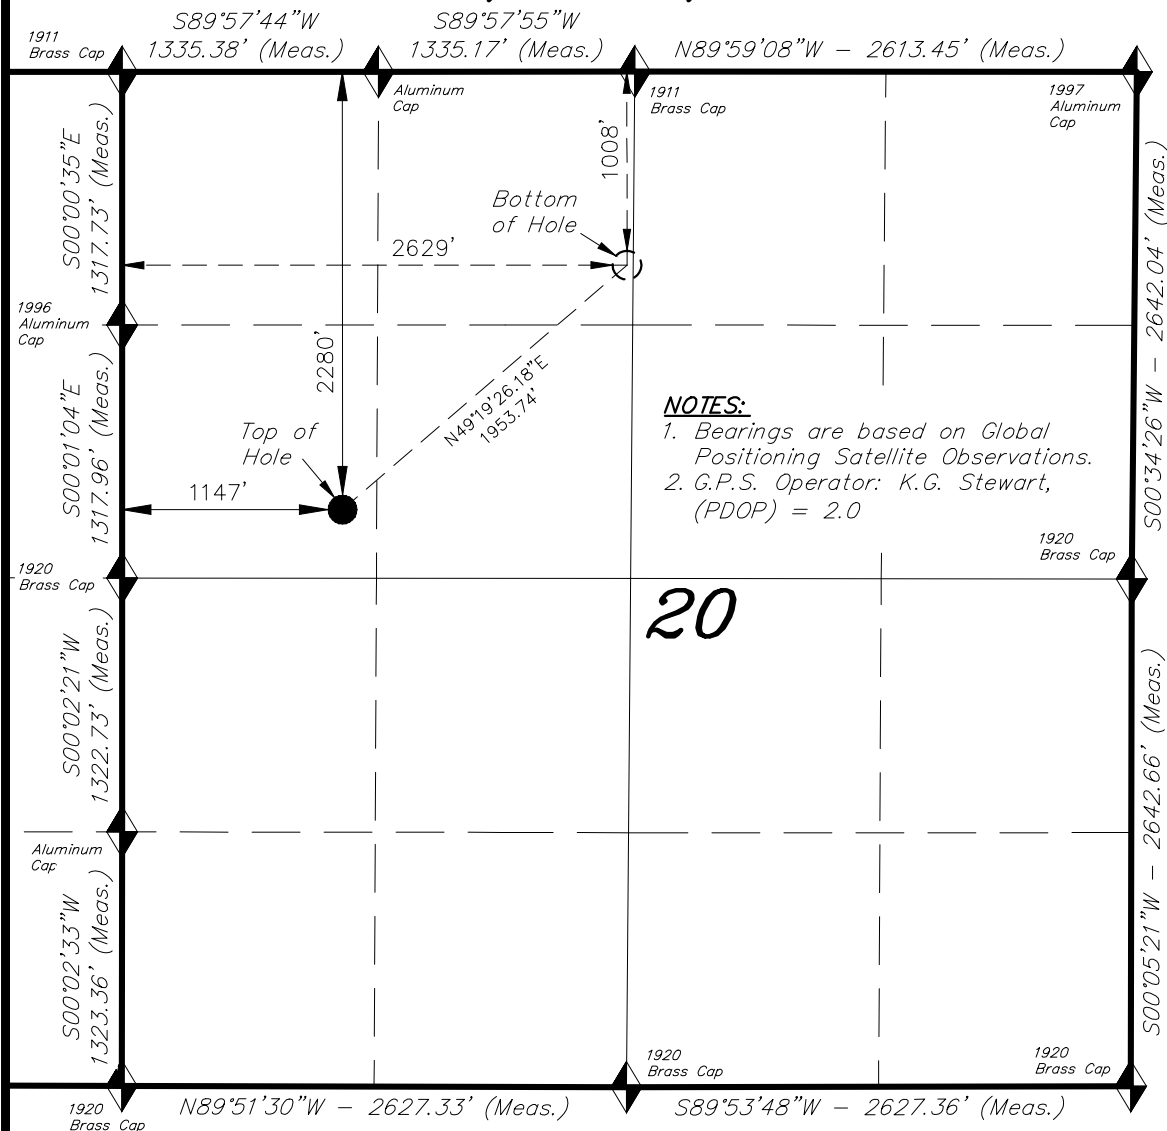 S89°57'44"W
1335.38' (Meas.)
S89°57'55"W
1335.17' (Meas.)
N89°59'08"W - 2613.45' (Meas.)
1911
Brass Cap
Aluminum
Cap
1911
Brass Cap
1997
Aluminum
Cap
S00°00'35"E
1317.73' (Meas.)
1008'
Bottom
of Hole
2629'
S00°34'26"W - 2642.04' (Meas.)
1996
Aluminum
Cap
2280'
N49°19'26.18"E
1953.74'
S00°01'04"E
1317.96' (Meas.)
Top of
Hole
1147'
NOTES:
1. Bearings are based on Global
Positioning Satellite Observations.
2. G.P.S. Operator: K.G. Stewart,
(PDOP) = 2.0
1920
Brass Cap
1920
Brass Cap
20
S00°02'21"W
1322.73' (Meas.)
S00°05'21"W - 2642.66' (Meas.)
Aluminum
Cap
S00°02'33"W
1323.36' (Meas.)
1920
Brass Cap
1920
Brass Cap
1920
Brass Cap
N89°51'30"W - 2627.33' (Meas.)
S89°53'48"W - 2627.36' (Meas.)